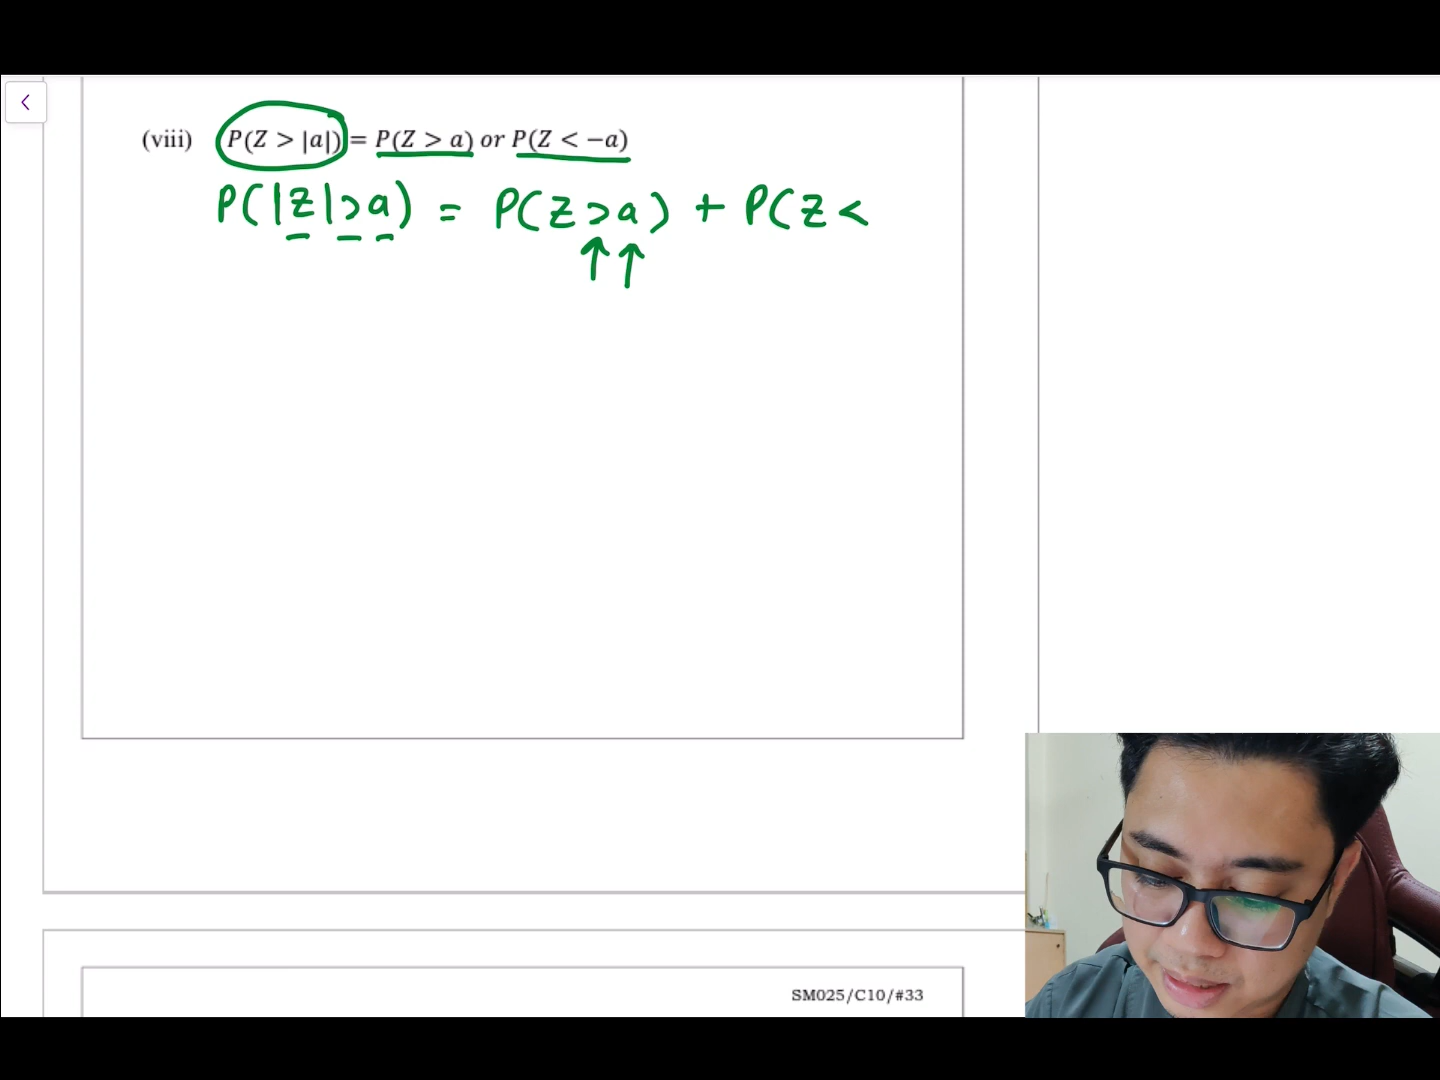 (viii) P(Z > |a|) = P(Z > a) or P(Z < −a)
P(|Z| > a) = P(Z > a) + P(Z <
SM025/C10/#33